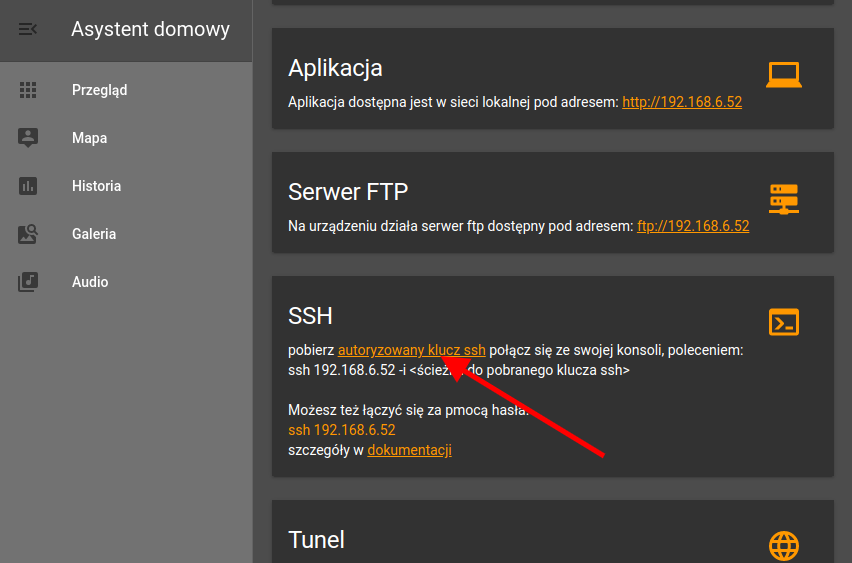 Asystent domowy
Przegląd
Mapa
Historia
Galeria
Audio
Aplikacja
Aplikacja dostępna jest w sieci lokalnej pod adresem: http://192.168.6.52
Serwer FTP
Na urządzeniu działa serwer ftp dostępny pod adresem: ftp://192.168.6.52
SSH
pobierz autoryzowany klucz ssh połącz się ze swojej konsoli, poleceniem:
ssh 192.168.6.52 -i <ścieżka do pobranego klucza ssh>
Możesz też łączyć się za pmocą hasła:
ssh 192.168.6.52
szczegóły w dokumentacji
Tunel